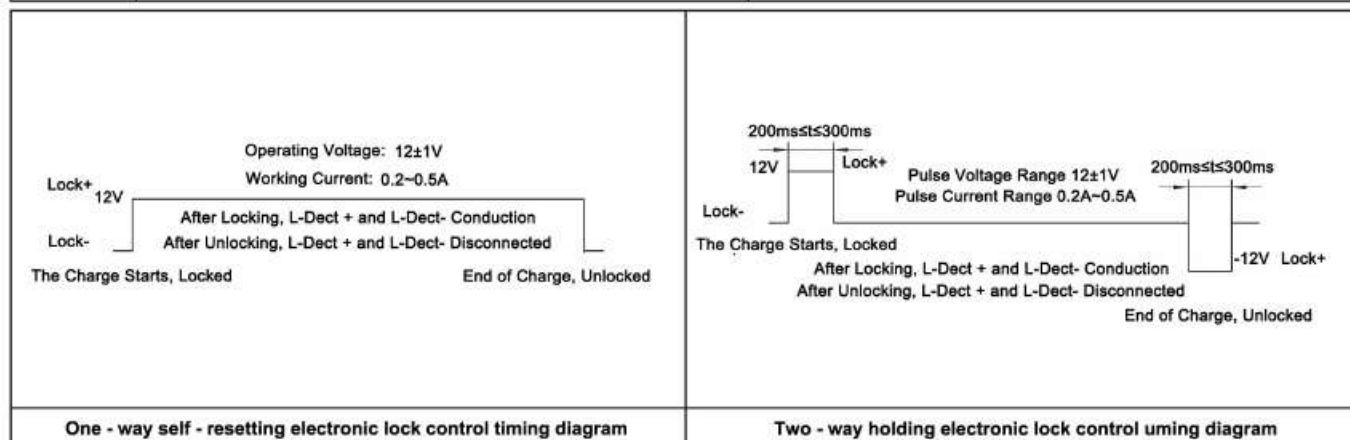 Operating Voltage: 12±1V
Working Current: 0.2~0.5A
Lock+ 12V
After Locking, L-Dect + and L-Dect- Conduction
Lock-
After Unlocking, L-Dect + and L-Dect- Disconnected
The Charge Starts, Locked
End of Charge, Unlocked
One - way self - resetting electronic lock control timing diagram
200ms≤t≤300ms
12V
Lock+
Pulse Voltage Range 12±1V
Pulse Current Range 0.2A~0.5A
200ms≤t≤300ms
Lock-
The Charge Starts, Locked
-12V Lock+
After Locking, L-Dect + and L-Dect- Conduction
After Unlocking, L-Dect + and L-Dect- Disconnected
End of Charge, Unlocked
Two - way holding electronic lock control uming diagram